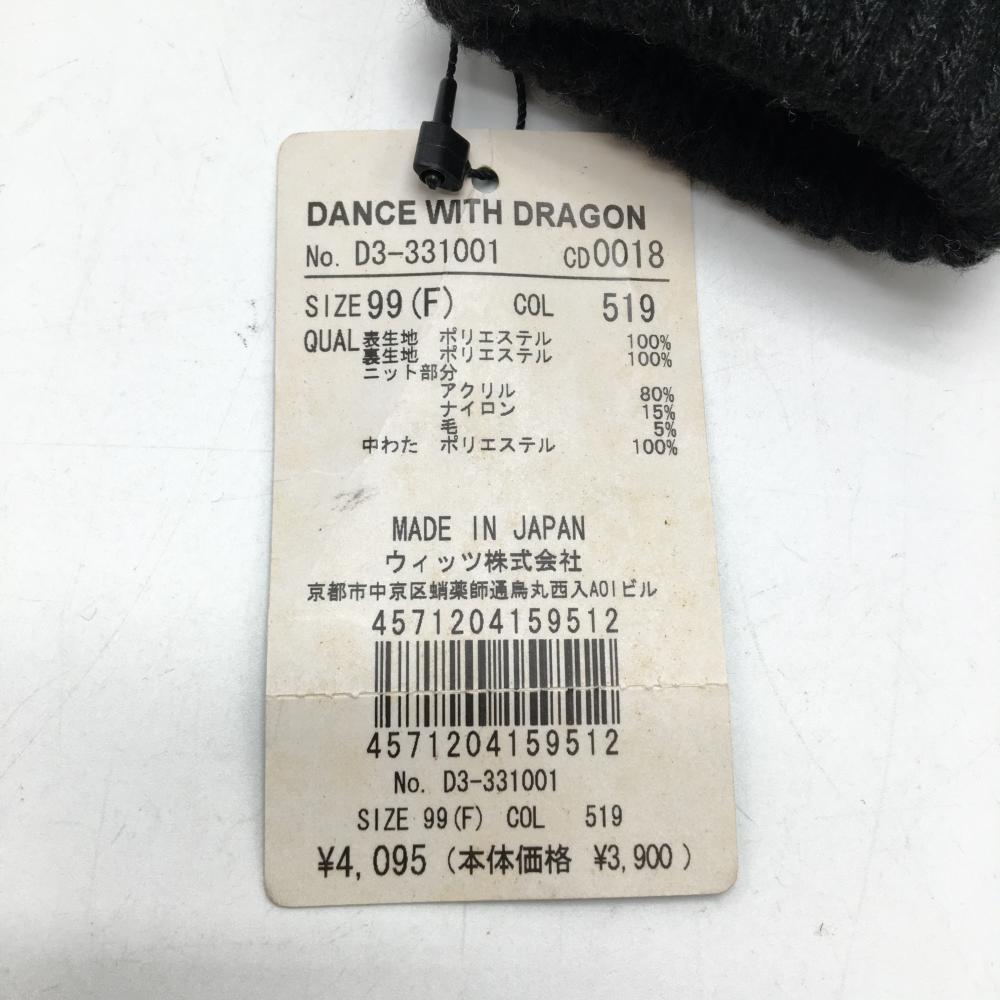 DANCE WITH DRAGON
No. D3-331001 CD0018
SIZE 99(F) COL 519
QUAL 表生地 ポリエステル 100%
裏生地 ポリエステル 100%
ニット部分
アクリル 80%
ナイロン 15%
毛 5%
中わた ポリエステル 100%
MADE IN JAPAN
ウィッツ株式会社
京都市中京区蛸薬師通烏丸西入AOIビル
4571204159512
4571204159512
No. D3-331001
SIZE 99(F) COL 519
¥4,095 (本体価格 ¥3,900)